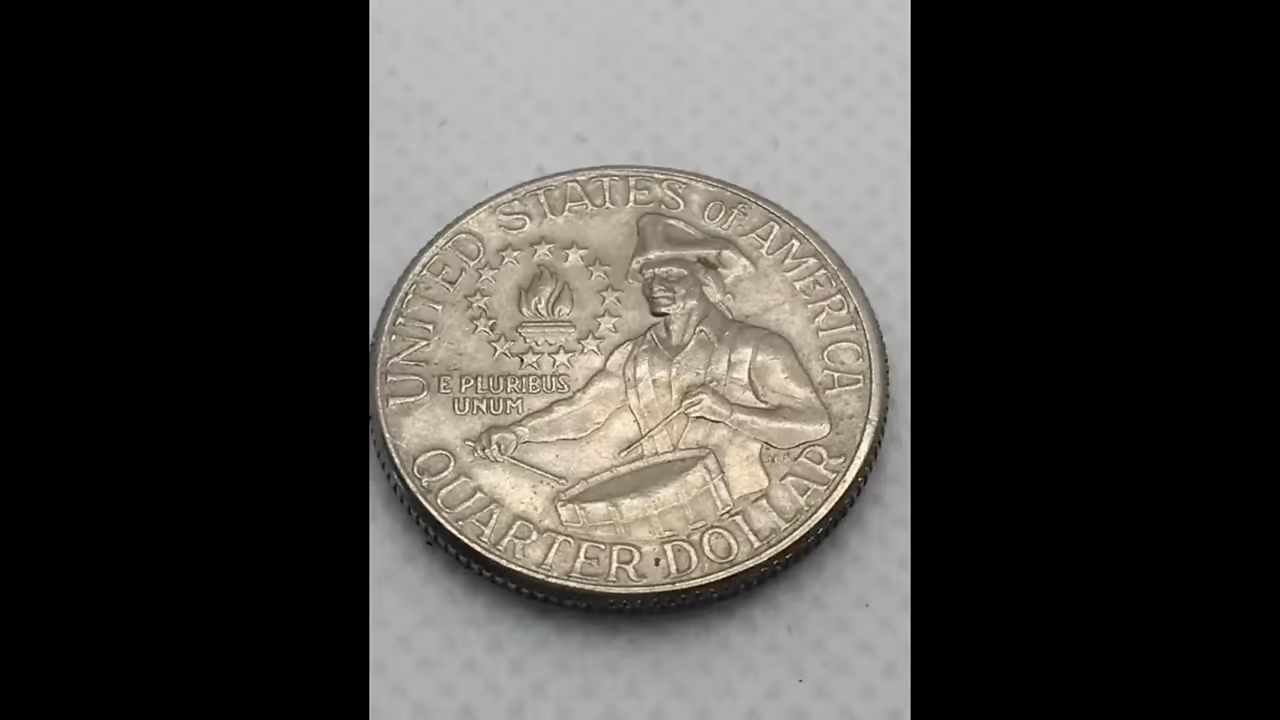 UNITED STATES of AMERICA
E PLURIBUS
UNUM
QUARTER DOLLAR